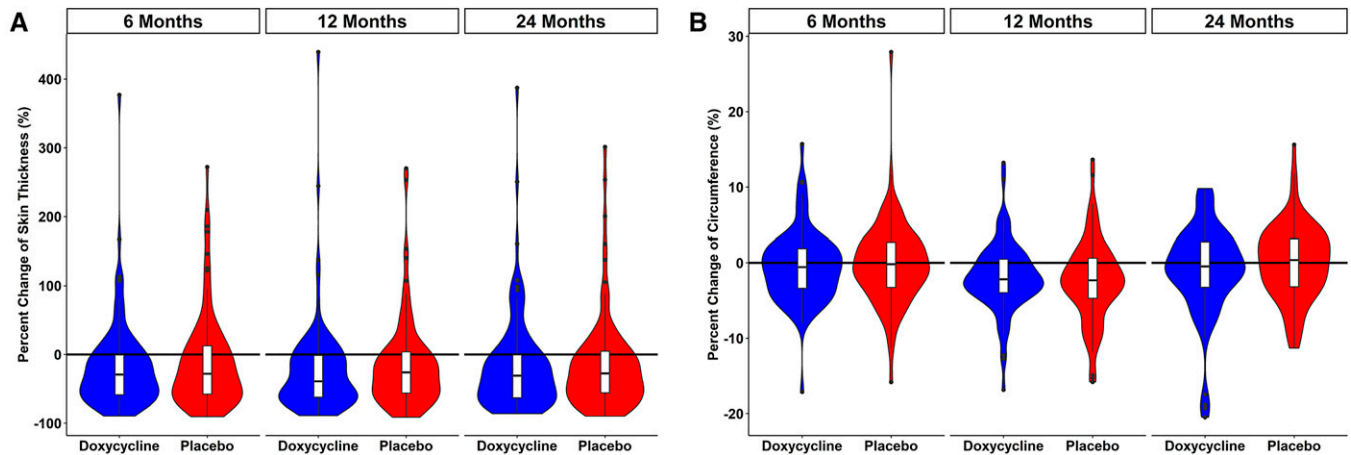 A
6 Months
12 Months
24 Months
Percent Change of Skin Thickness (%)
400
300
200
100
0
-100
Doxycycline
Placebo
Doxycycline
Placebo
Doxycycline
Placebo
B
6 Months
12 Months
24 Months
Percent Change of Circumference (%)
30
20
10
0
-10
-20
Doxycycline
Placebo
Doxycycline
Placebo
Doxycycline
Placebo